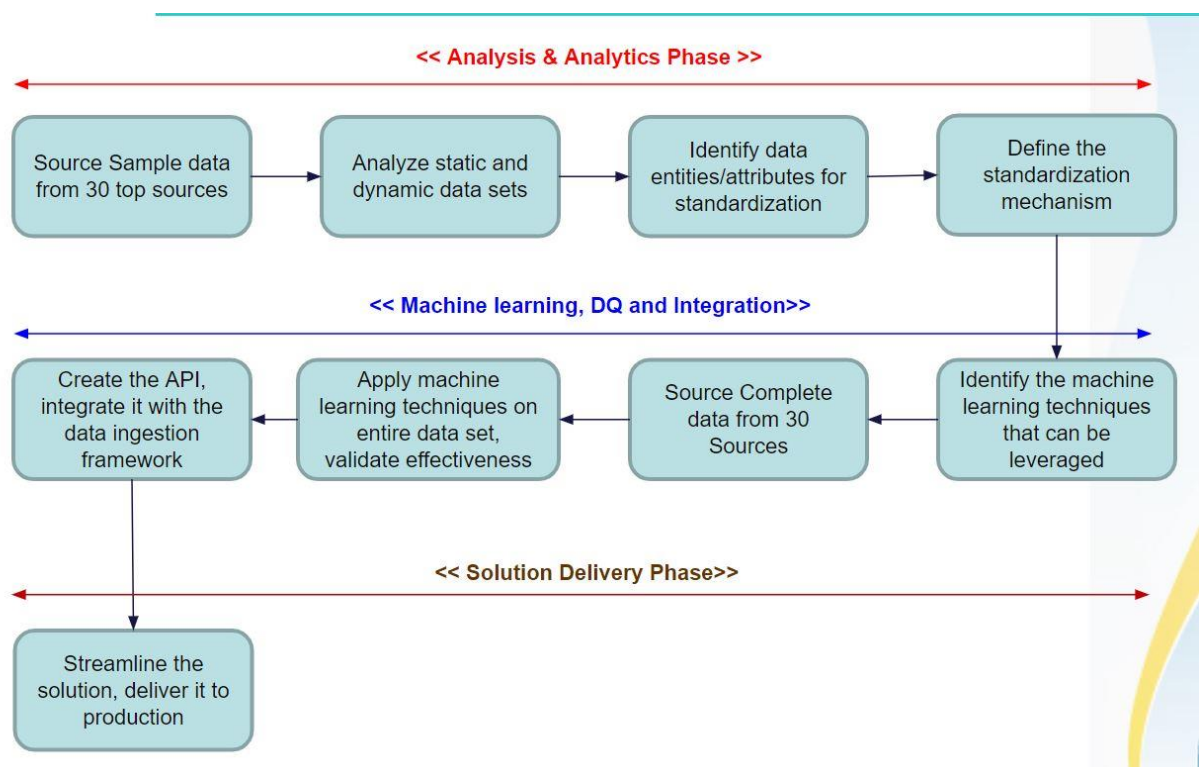 << Analysis & Analytics Phase >>
Source Sample data
from 30 top sources
Analyze static and
dynamic data sets
Identify data
entities/attributes for
standardization
Define the
standardization
mechanism
<< Machine learning, DQ and Integration>>
Create the API,
integrate it with the
data ingestion
framework
Apply machine
learning techniques on
entire data set,
validate effectiveness
Source Complete
data from 30
Sources
Identify the machine
learning techniques
that can be
leveraged
<< Solution Delivery Phase>>
Streamline the
solution, deliver it to
production